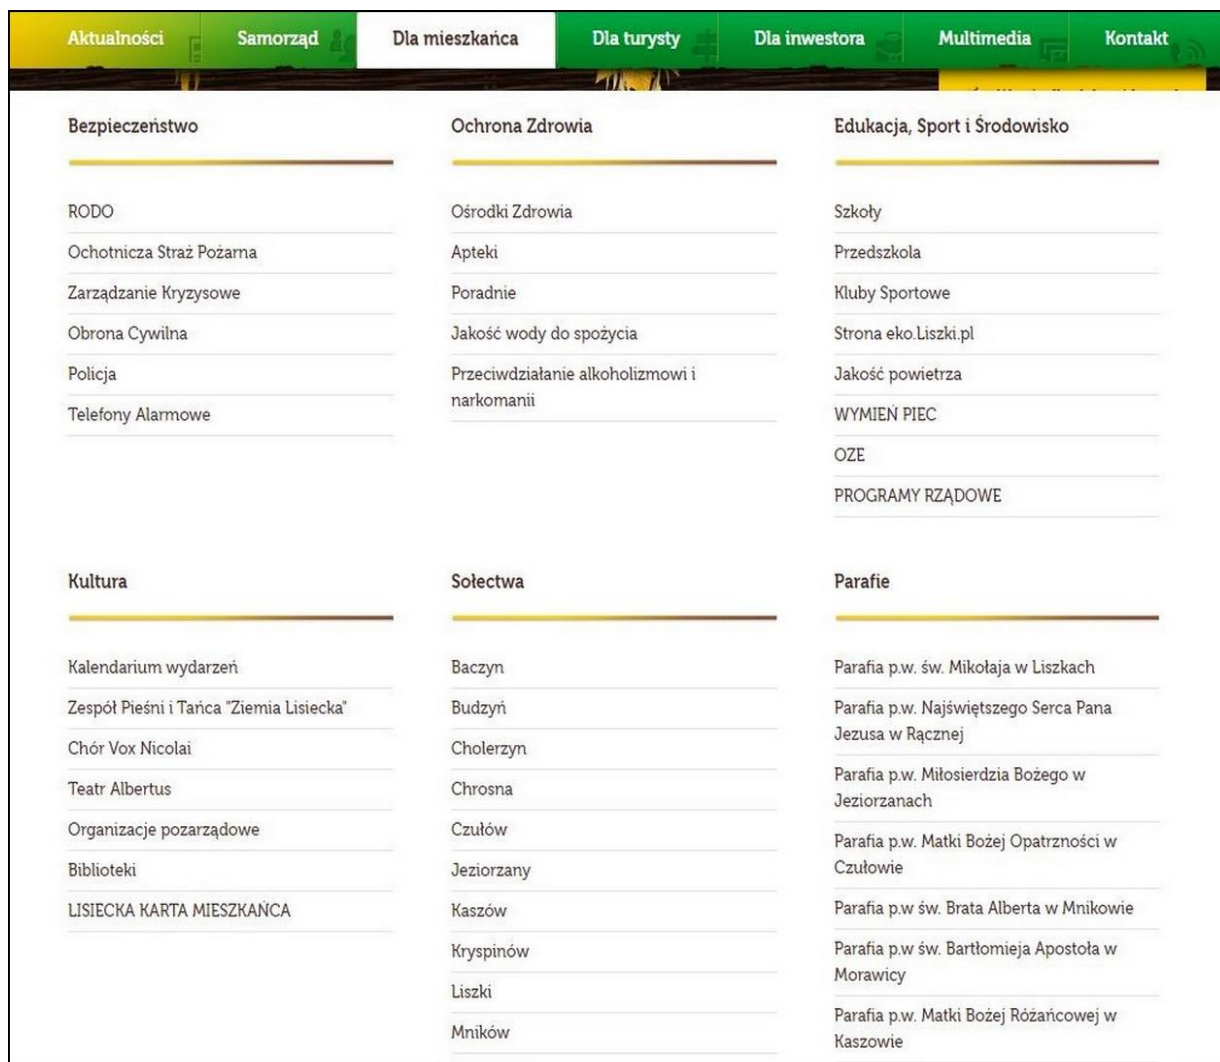 Aktualności
Samorząd
Dla mieszkańca
Dla turysty
Dla inwestora
Multimedia
Kontakt
Bezpieczeństwo
RODO
Ochotnicza Straż Pożarna
Zarządzanie Kryzysowe
Obrona Cywilna
Policja
Telefony Alarmowe
Ochrona Zdrowia
Ośrodki Zdrowia
Apteki
Poradnie
Jakość wody do spożycia
Przeciwdziałanie alkoholizmowi i
narkomanii
Edukacja, Sport i Środowisko
Szkoły
Przedszkola
Kluby Sportowe
Strona eko.Liszki.pl
Jakość powietrza
WYMIEŃ PIEC
OZE
PROGRAMY RZĄDOWE
Kultura
Kalendarium wydarzeń
Zespół Pieśni i Tańca "Ziemia Lisiecka"
Chór Vox Nicolai
Teatr Albertus
Organizacje pozarządowe
Biblioteki
LISIECKA KARTA MIESZKAŃCA
Sołectwa
Baczyn
Budzyń
Cholerzyn
Chrosna
Czułów
Jeziorzany
Kaszów
Kryspinów
Liszki
Mników
Parafie
Parafia p.w. św. Mikołaja w Liszkach
Parafia p.w. Najświętszego Serca Pana
Jezusa w Rącznej
Parafia p.w. Miłosierdzia Bożego w
Jeziorzanach
Parafia p.w. Matki Bożej Opatrzności w
Czułowie
Parafia p.w św. Brata Alberta w Mnikowie
Parafia p.w św. Bartłomieja Apostoła w
Morawicy
Parafia p.w. Matki Bożej Różańcowej w
Kaszowie